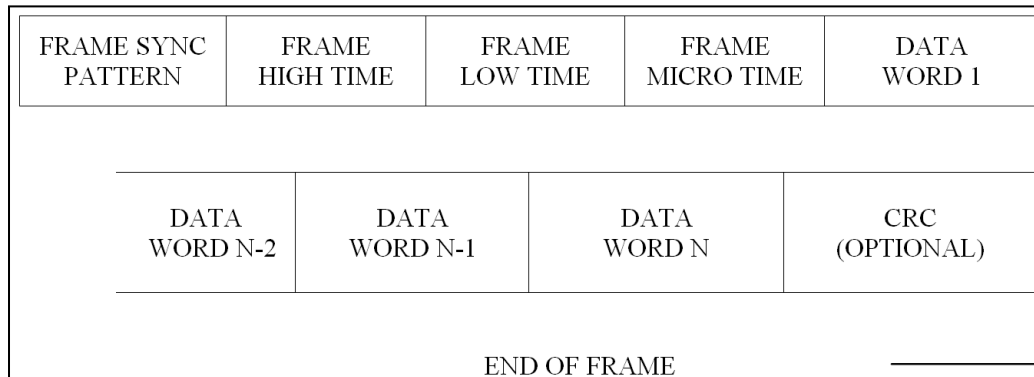 FRAME SYNC
PATTERN
FRAME
HIGH TIME
FRAME
LOW TIME
FRAME
MICRO TIME
DATA
WORD 1
DATA
WORD N-2
DATA
WORD N-1
DATA
WORD N
CRC
(OPTIONAL)
END OF FRAME